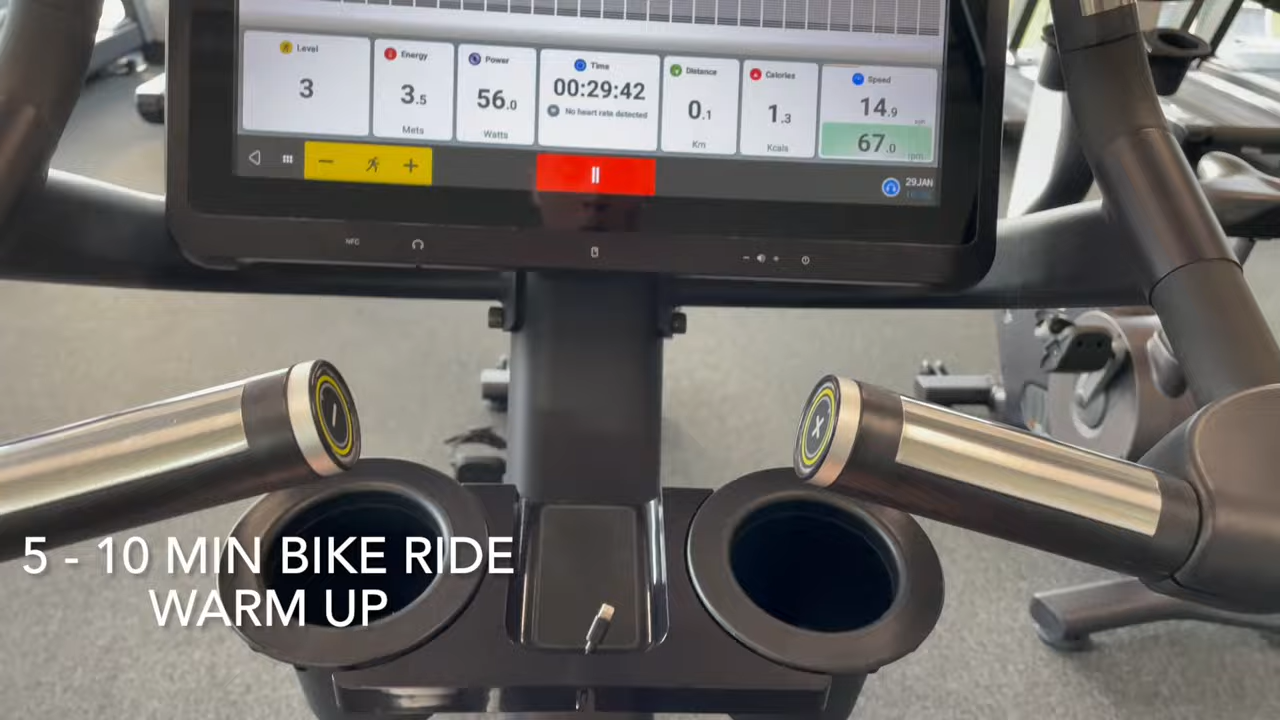 Level Energy Power Time Distance Calories Speed
3 3.5 56.0 00:29:42 0.1 1.3 14.9
No heart rate detected
67.0
Mets Watts Km Kcals rpm
29JAN
NFC
5 - 10 MIN BIKE RIDE
WARM UP